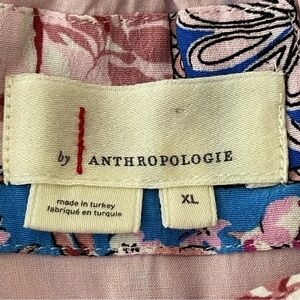 by ANTHROPOLOGIE
made in turkey
fabriqué en turquie
XL